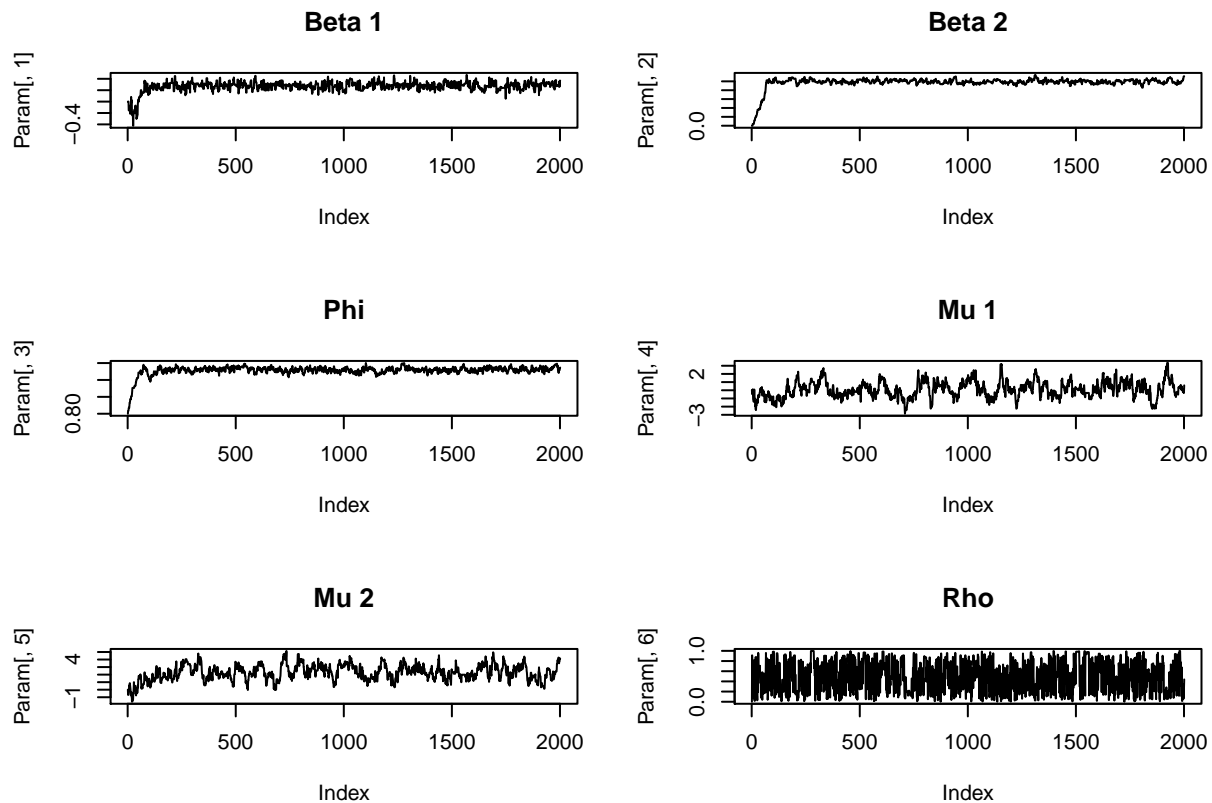 Beta 1
Param[, 1]
−0.4
0 500 1000 1500 2000
Index
Beta 2
Param[, 2]
0.0
0 500 1000 1500 2000
Index
Phi
Param[, 3]
0.80
0 500 1000 1500 2000
Index
Mu 1
Param[, 4]
2
−3
0 500 1000 1500 2000
Index
Mu 2
Param[, 5]
4
−1
0 500 1000 1500 2000
Index
Rho
Param[, 6]
1.0
0.0
0 500 1000 1500 2000
Index